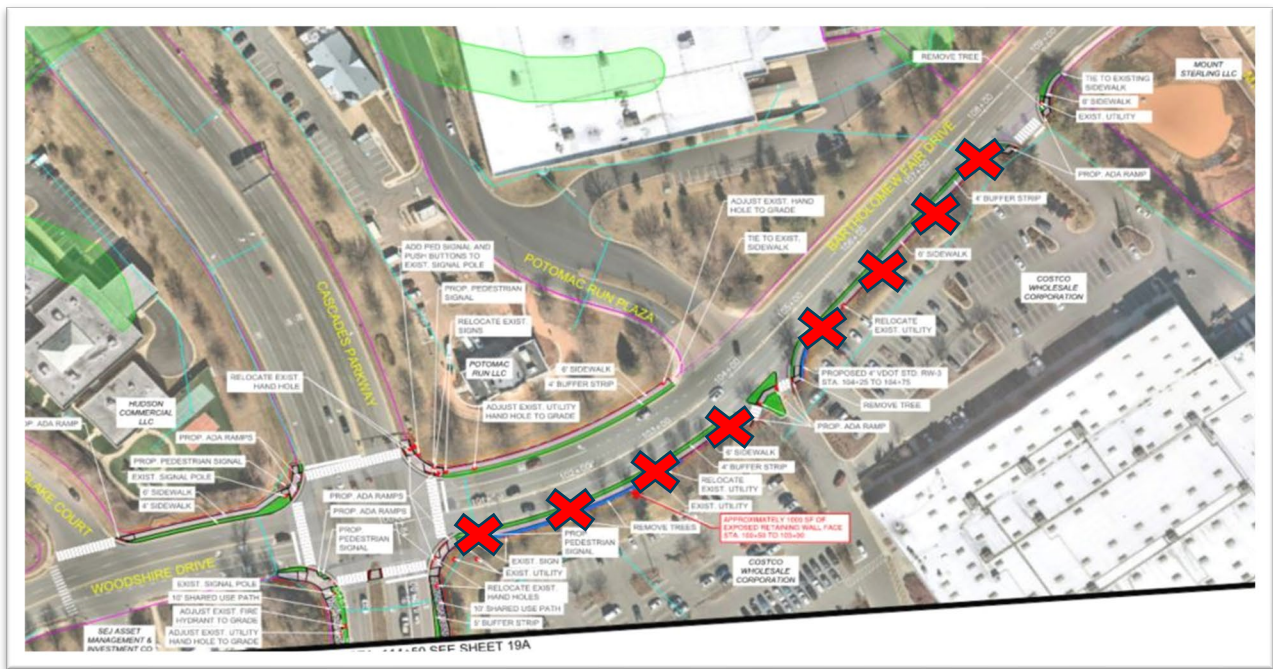 REMOVE TREE
MOUNT
STERLING LLC
TIE TO EXISTING
SIDEWALK
6' SIDEWALK
EXIST. UTILITY
109+00
108+00
PROP. ADA RAMP
BARTHOLOMEW FAIR DRIVE
4' BUFFER STRIP
ADJUST EXIST. HAND
HOLE TO GRADE
TIE TO EXIST.
SIDEWALK
6' SIDEWALK
COSTCO
WHOLESALE
CORPORATION
ADD PED SIGNAL AND
PUSH BUTTONS TO
EXIST. SIGNAL POLE
POTOMAC RUN PLAZA
PROP. PEDESTRIAN
SIGNAL
CASCADES PARKWAY
RELOCATE EXIST.
SIGNS
RELOCATE
EXIST. UTILITY
POTOMAC
RUN LLC
6' SIDEWALK
4' BUFFER STRIP
RELOCATE EXIST.
HAND HOLE
PROPOSED 4' VDOT STD. RW-3
STA. 104+25 TO 104+75
REMOVE TREE
ADJUST EXIST. UTILITY
HAND HOLE TO GRADE
HUDSON
COMMERCIAL
LLC
PROP. ADA RAMP
PROP. ADA RAMPS
PROP. ADA RAMP
PROP. PEDESTRIAN SIGNAL
EXIST. SIGNAL POLE
6' SIDEWALK
4' SIDEWALK
6' SIDEWALK
4' BUFFER STRIP
RELOCATE
EXIST. UTILITY
EXIST. UTILITY
PROP. ADA RAMPS
PROP. ADA RAMPS
PROP.
PEDESTRIAN
SIGNAL
REMOVE TREES
PROP.
PEDESTRIAN
SIGNAL
APPROXIMATELY 1000 SF OF
EXPOSED RETAINING WALL FACE
LAKE COURT
WOODSHIRE DRIVE
EXIST. SIGN
EXIST. UTILITY
COSTCO
WHOLESALE
CORPORATION
RELOCATE EXIST.
HAND HOLES
10' SHARED USE PATH
5' BUFFER STRIP
EXIST. SIGNAL POLE
10' SHARED USE PATH
ADJUST EXIST. FIRE
HYDRANT TO GRADE
ADJUST EXIST. UTILITY
HAND HOLE TO GRADE
SEJ ASSET
MANAGEMENT &
INVESTMENT CO
SEE SHEET 19A